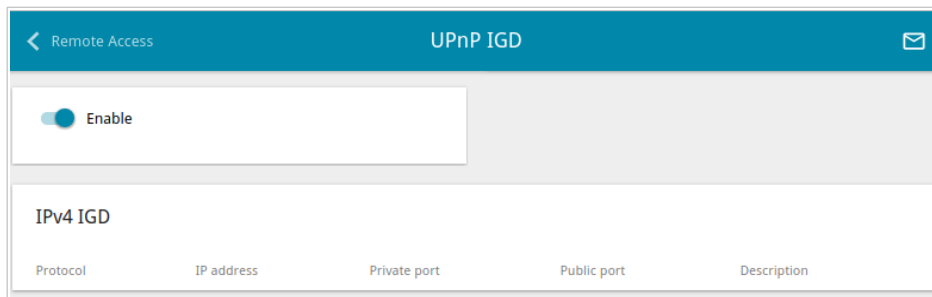 Remote Access UPnP IGD
Enable
IPv4 IGD
Protocol IP address Private port Public port Description